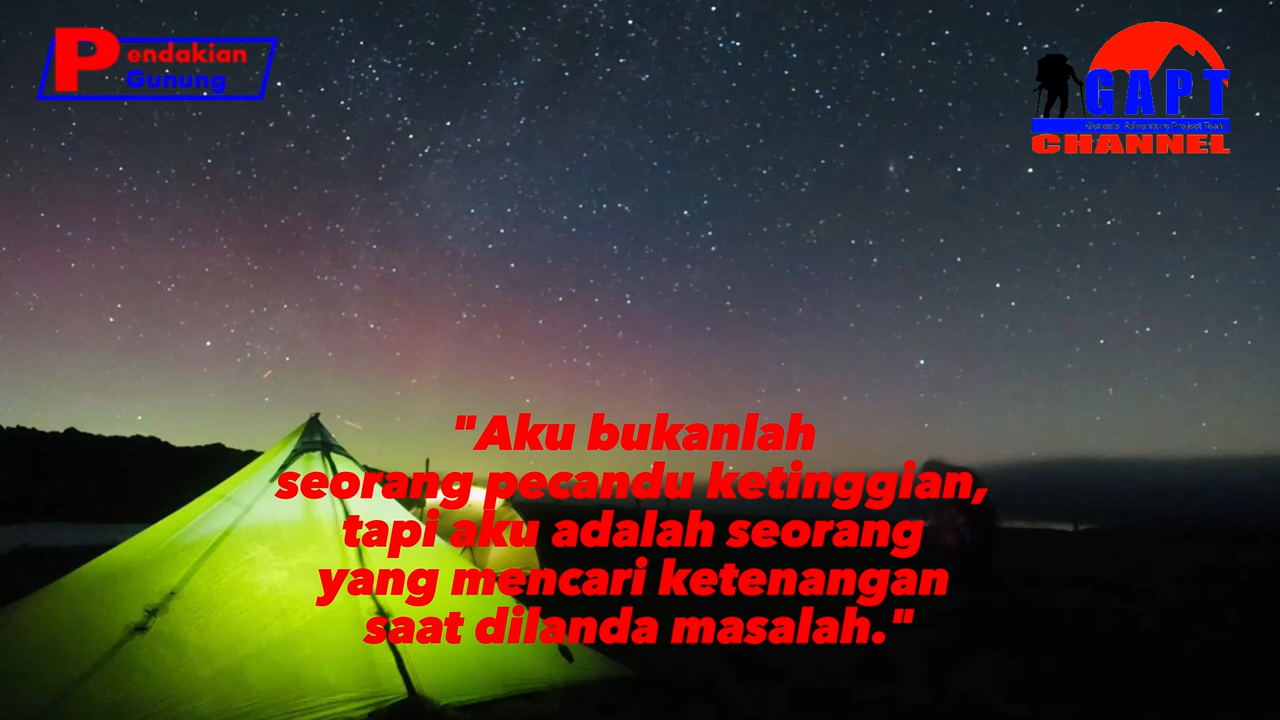 Pendakian
Gunung
GAPT
CHANNEL
"Aku bukanlah
seorang pecandu ketinggian,
tapi aku adalah seorang
yang mencari ketenangan
saat dilanda masalah."